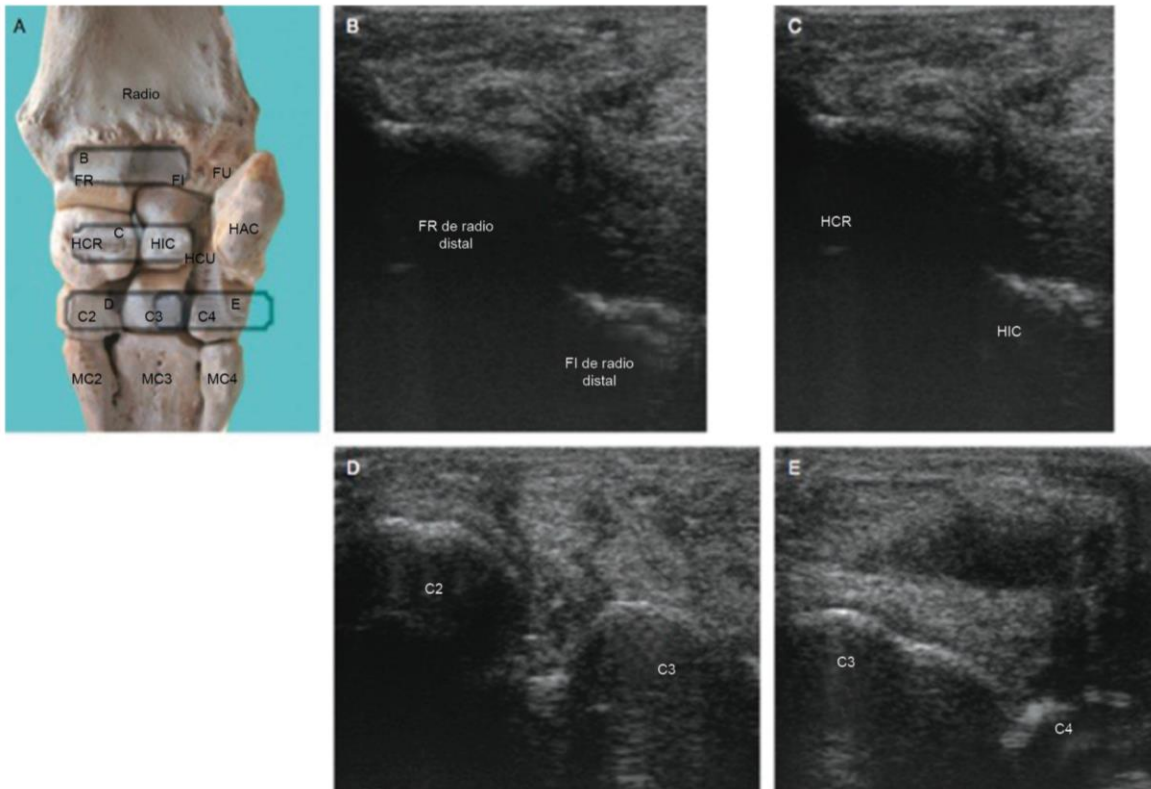 A
Radio
B
FR
FI
FU
HCR
C
HIC
HAC
HCU
D
E
C2
C3
C4
MC2
MC3
MC4
B
FR de radio
distal
FI de radio
distal
C
HCR
HIC
D
C2
C3
E
C3
C4